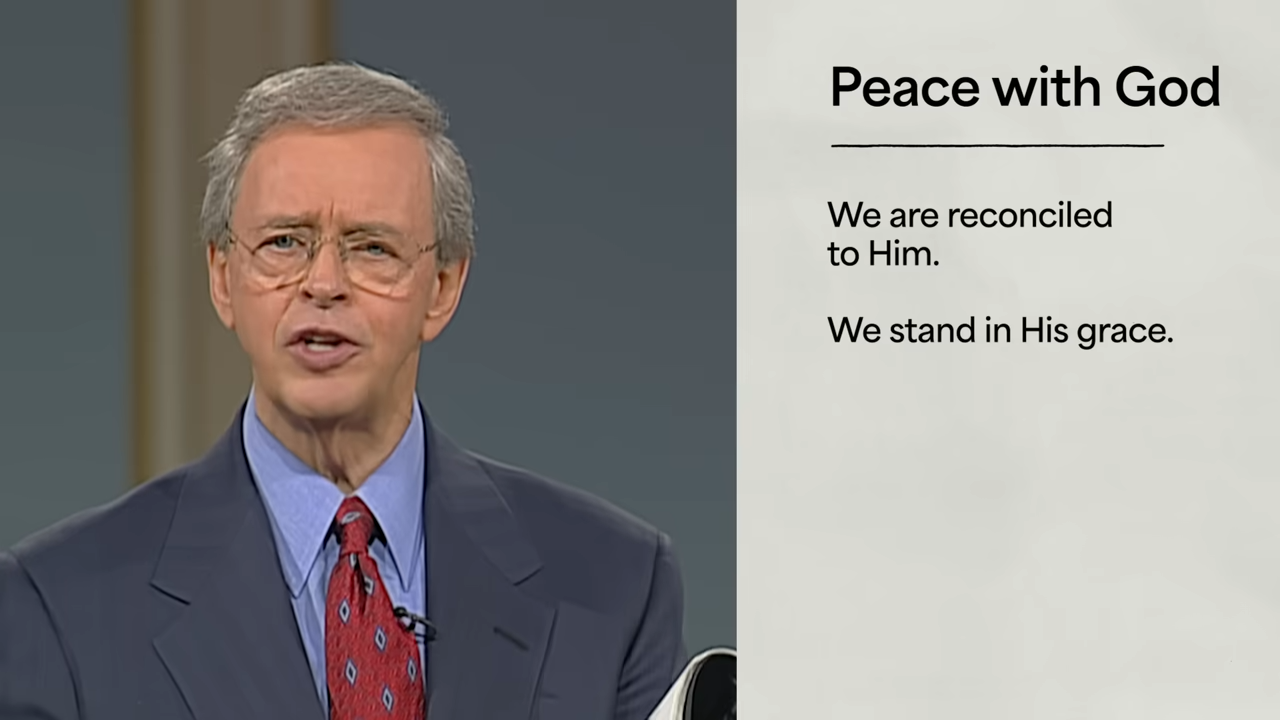 Peace with God
We are reconciled
to Him.
We stand in His grace.